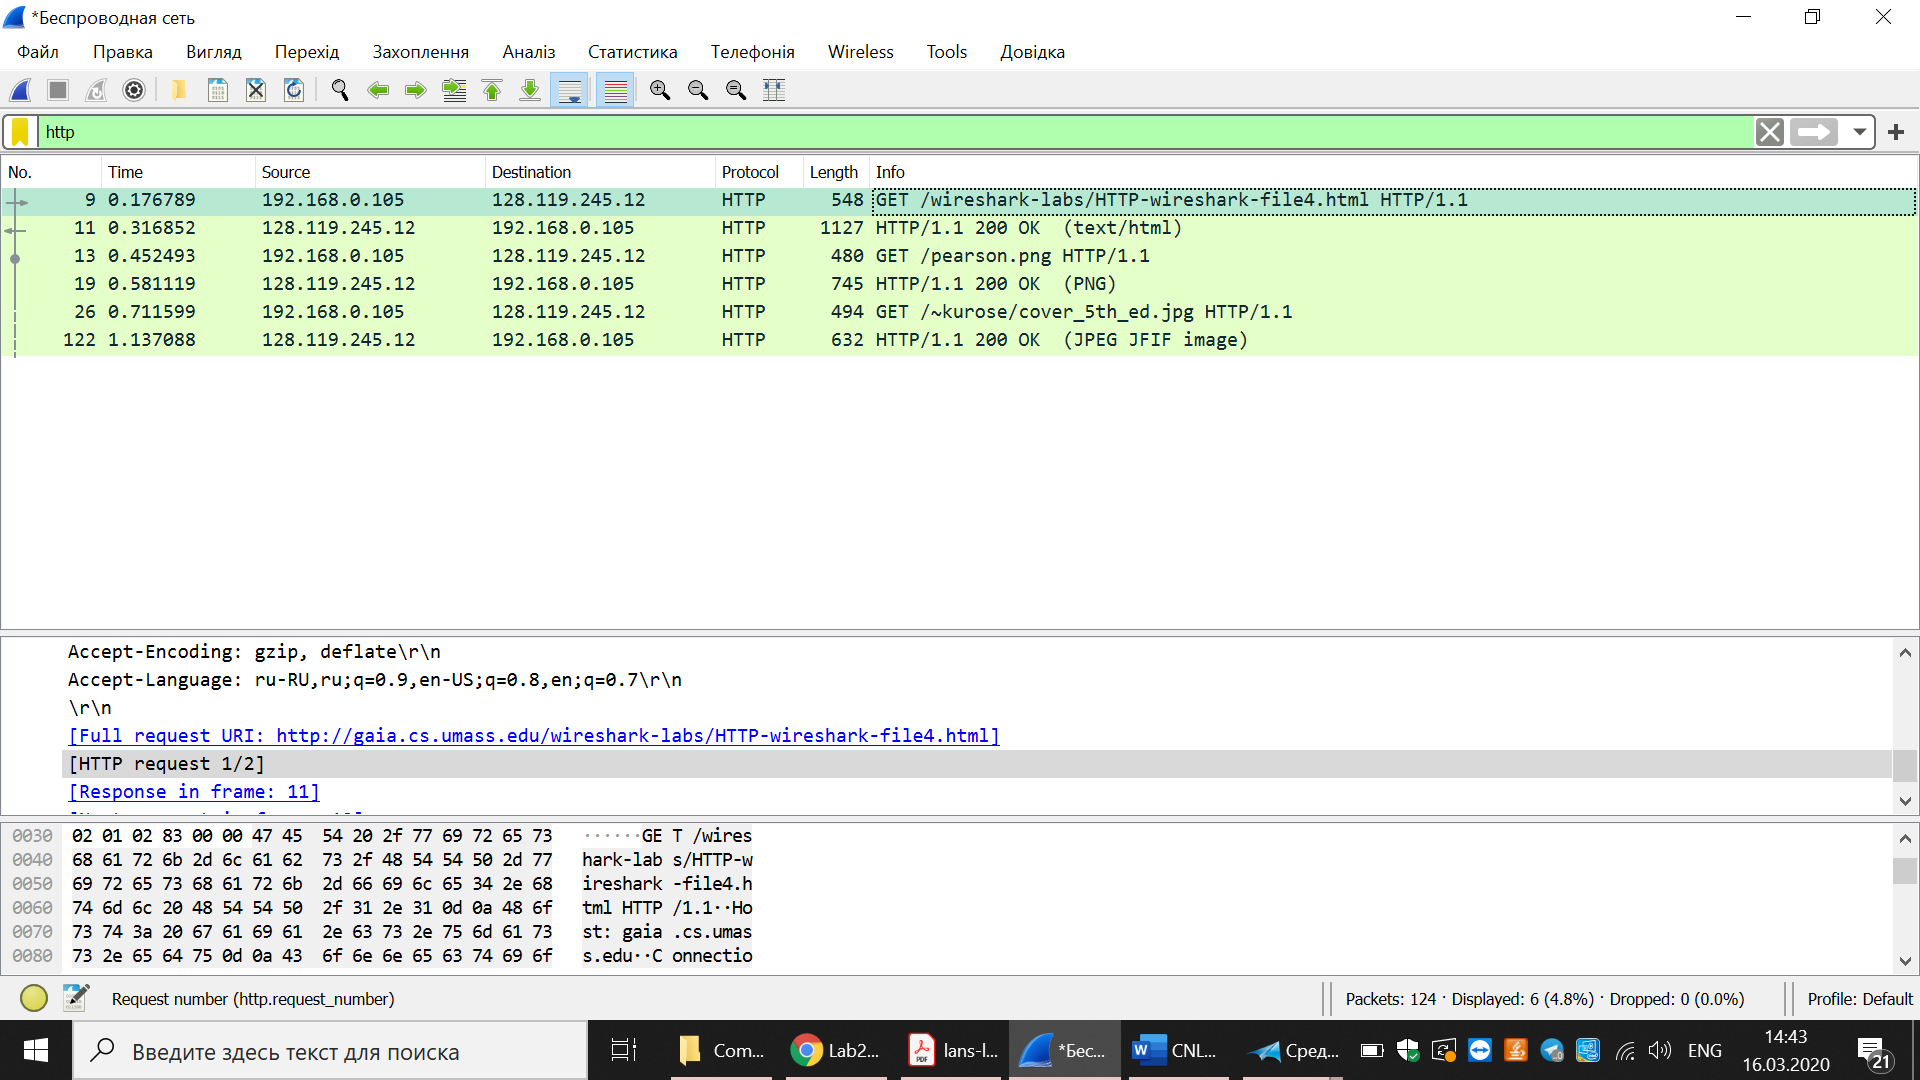 *Беспроводная сеть
Файл Правка Вигляд Перехід Захоплення Аналіз Статистика Телефонія Wireless Tools Довідка
http
No. Time Source Destination Protocol Length Info
9 0.176789 192.168.0.105 128.119.245.12 HTTP 548 GET /wireshark-labs/HTTP-wireshark-file4.html HTTP/1.1
11 0.316852 128.119.245.12 192.168.0.105 HTTP 1127 HTTP/1.1 200 OK (text/html)
13 0.452493 192.168.0.105 128.119.245.12 HTTP 480 GET /pearson.png HTTP/1.1
19 0.581119 128.119.245.12 192.168.0.105 HTTP 745 HTTP/1.1 200 OK (PNG)
26 0.711599 192.168.0.105 128.119.245.12 HTTP 494 GET /~kurose/cover_5th_ed.jpg HTTP/1.1
122 1.137088 128.119.245.12 192.168.0.105 HTTP 632 HTTP/1.1 200 OK (JPEG JFIF image)
Accept-Encoding: gzip, deflate\r\n
Accept-Language: ru-RU,ru;q=0.9,en-US;q=0.8,en;q=0.7\r\n
\r\n
[Full request URI: http://gaia.cs.umass.edu/wireshark-labs/HTTP-wireshark-file4.html]
[HTTP request 1/2]
[Response in frame: 11]
0030 02 01 02 83 00 00 47 45 54 20 2f 77 69 72 65 73 ······GE T /wires
0040 68 61 72 6b 2d 6c 61 62 73 2f 48 54 54 50 2d 77 hark-lab s/HTTP-w
0050 69 72 65 73 68 61 72 6b 2d 66 69 6c 65 34 2e 68 ireshark -file4.h
0060 74 6d 6c 20 48 54 54 50 2f 31 2e 31 0d 0a 48 6f tml HTTP /1.1··Ho
0070 73 74 3a 20 67 61 69 61 2e 63 73 2e 75 6d 61 73 st: gaia .cs.umas
0080 73 2e 65 64 75 0d 0a 43 6f 6e 6e 65 63 74 69 6f s.edu··C onnectio
Request number (http.request_number) Packets: 124 · Displayed: 6 (4.8%) · Dropped: 0 (0.0%) Profile: Default
Введите здесь текст для поиска Com... Lab2... lans-l... *Бес... CNL... Сред... ENG 14:43
16.03.2020 21